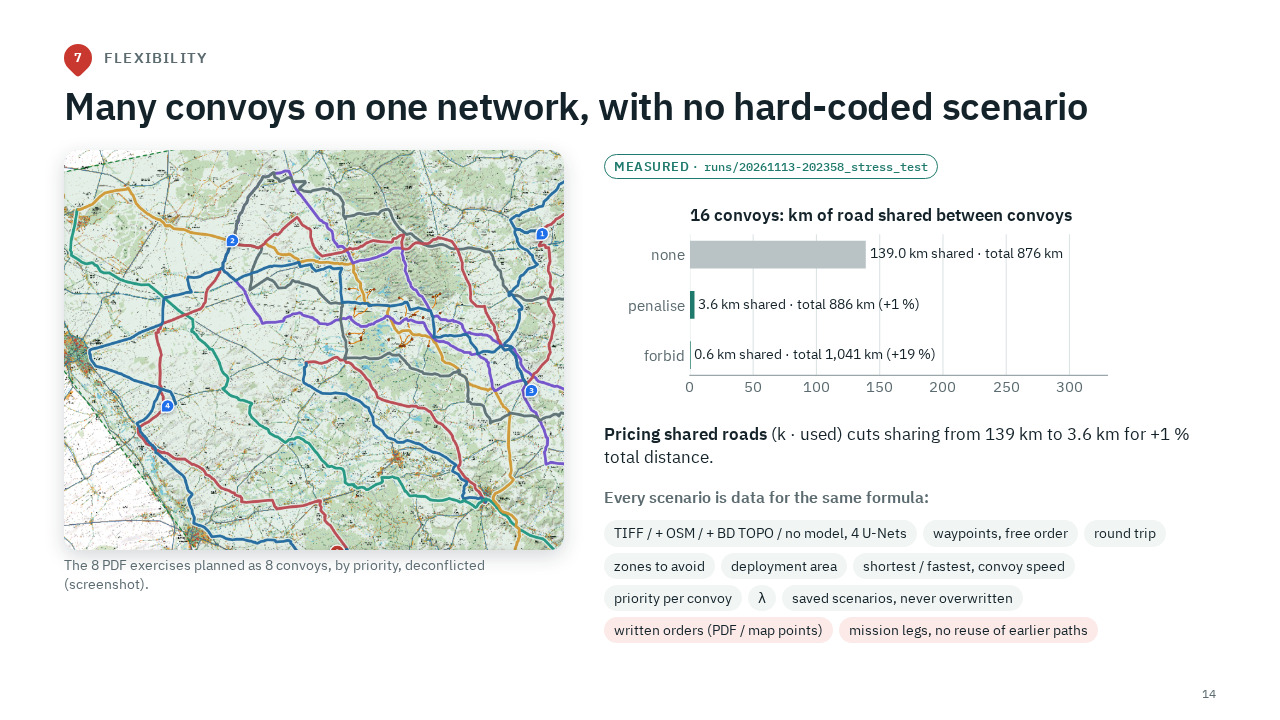 7 FLEXIBILITY
Many convoys on one network, with no hard-coded scenario
2
1
3
4
The 8 PDF exercises planned as 8 convoys, by priority, deconflicted
(screenshot).
MEASURED · runs/20261113-202358_stress_test
16 convoys: km of road shared between convoys
none 139.0 km shared · total 876 km
penalise 3.6 km shared · total 886 km (+1 %)
forbid 0.6 km shared · total 1,041 km (+19 %)
0 50 100 150 200 250 300
Pricing shared roads (k · used) cuts sharing from 139 km to 3.6 km for +1 %
total distance.
Every scenario is data for the same formula:
TIFF / + OSM / + BD TOPO / no model, 4 U-Nets waypoints, free order round trip
zones to avoid deployment area shortest / fastest, convoy speed
priority per convoy λ saved scenarios, never overwritten
written orders (PDF / map points) mission legs, no reuse of earlier paths
14